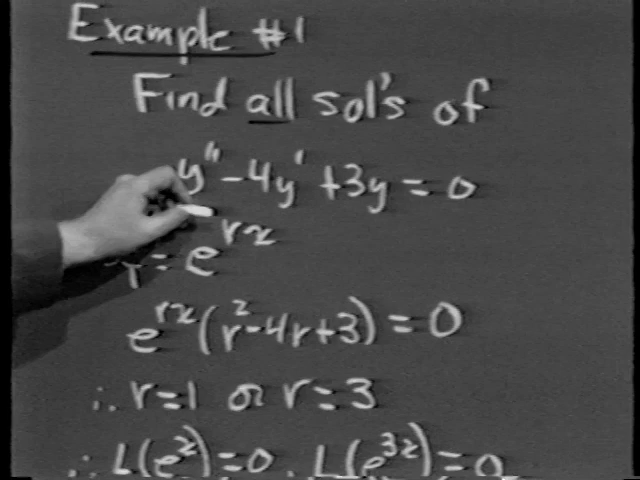 Example #1
Find all sol's of
y" - 4y' + 3y = 0
= e^rx
e^rx (r^2 - 4r + 3) = 0
∴ r = 1 or r = 3
∴ L(e^x) = 0, L(e^3x) = 0